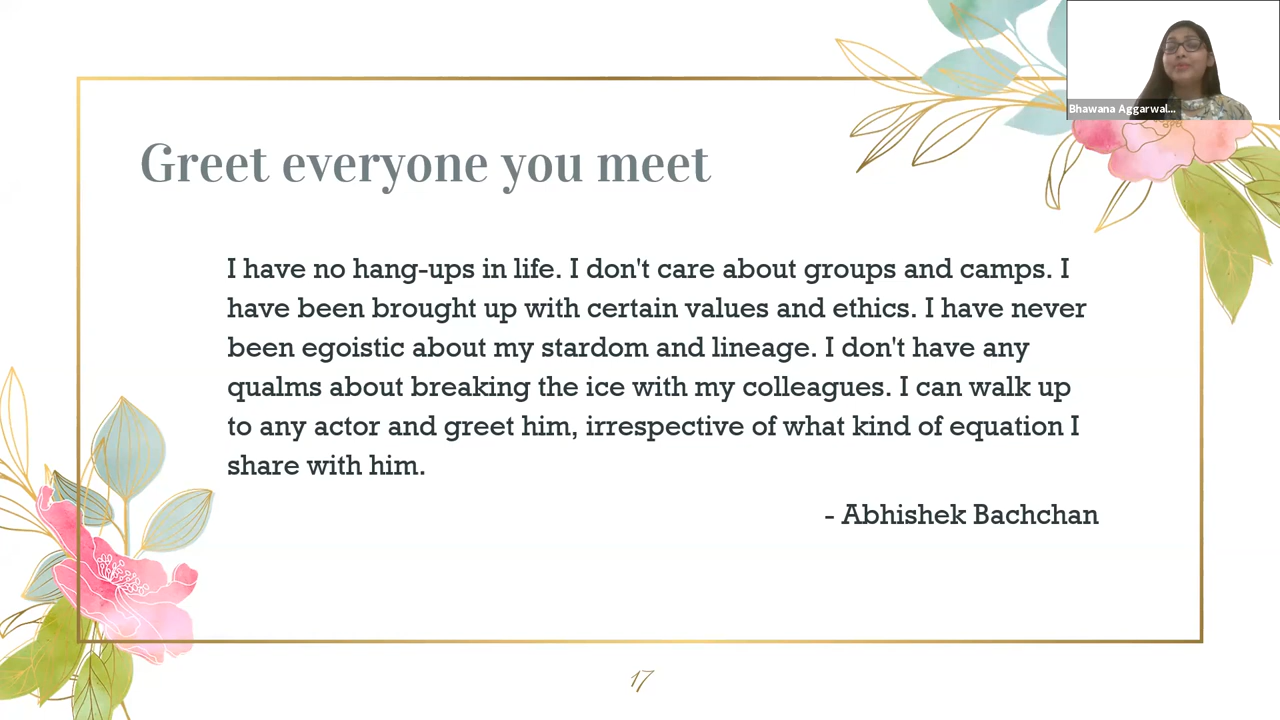 Bhawana Aggarwal...
Greet everyone you meet
I have no hang-ups in life. I don't care about groups and camps. I
have been brought up with certain values and ethics. I have never
been egoistic about my stardom and lineage. I don't have any
qualms about breaking the ice with my colleagues. I can walk up
to any actor and greet him, irrespective of what kind of equation I
share with him.
- Abhishek Bachchan
17